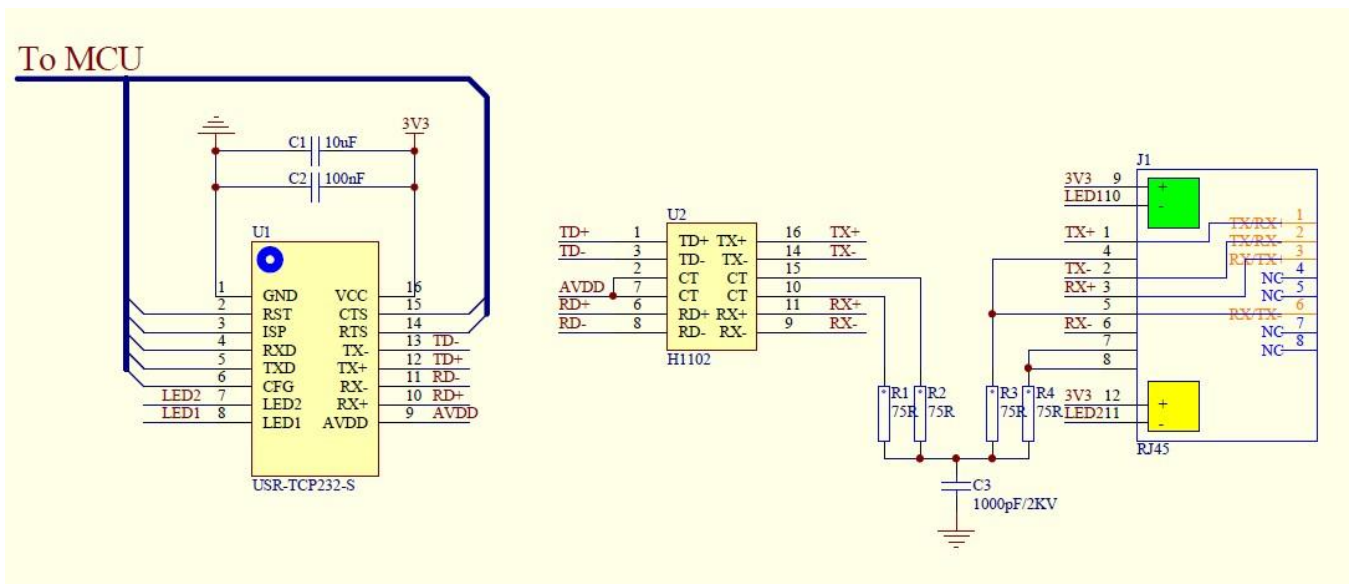 To MCU
3V3
C1 10uF
C2 100nF
U1
1 GND VCC 16
2 RST CTS 15
3 ISP RTS 14
4 RXD TX- 13 TD-
5 TXD TX+ 12 TD+
6 CFG RX- 11 RD-
LED2 7 LED2 RX+ 10 RD+
LED1 8 LED1 AVDD 9 AVDD
USR-TCP232-S
U2
TD+ 1 TD+ TX+ 16 TX+
TD- 3 TD- TX- 14 TX-
2 CT CT 15
AVDD 7 CT CT 10
RD+ 6 RD+ RX+ 11 RX+
RD- 8 RD- RX- 9 RX-
H1102
R1 75R
R2 75R
R3 75R
R4 75R
C3
1000pF/2KV
J1
3V3 9 +
LED1 10 -
TX+ 1 TX/RX+ 1
4 TX/RX- 2
TX- 2 RX/TX+ 3
RX+ 3 NC 4
5 NC 5
RX- 6 RX/TX- 6
7 NC 7
8 NC 8
3V3 12 +
LED2 11 -
RJ45